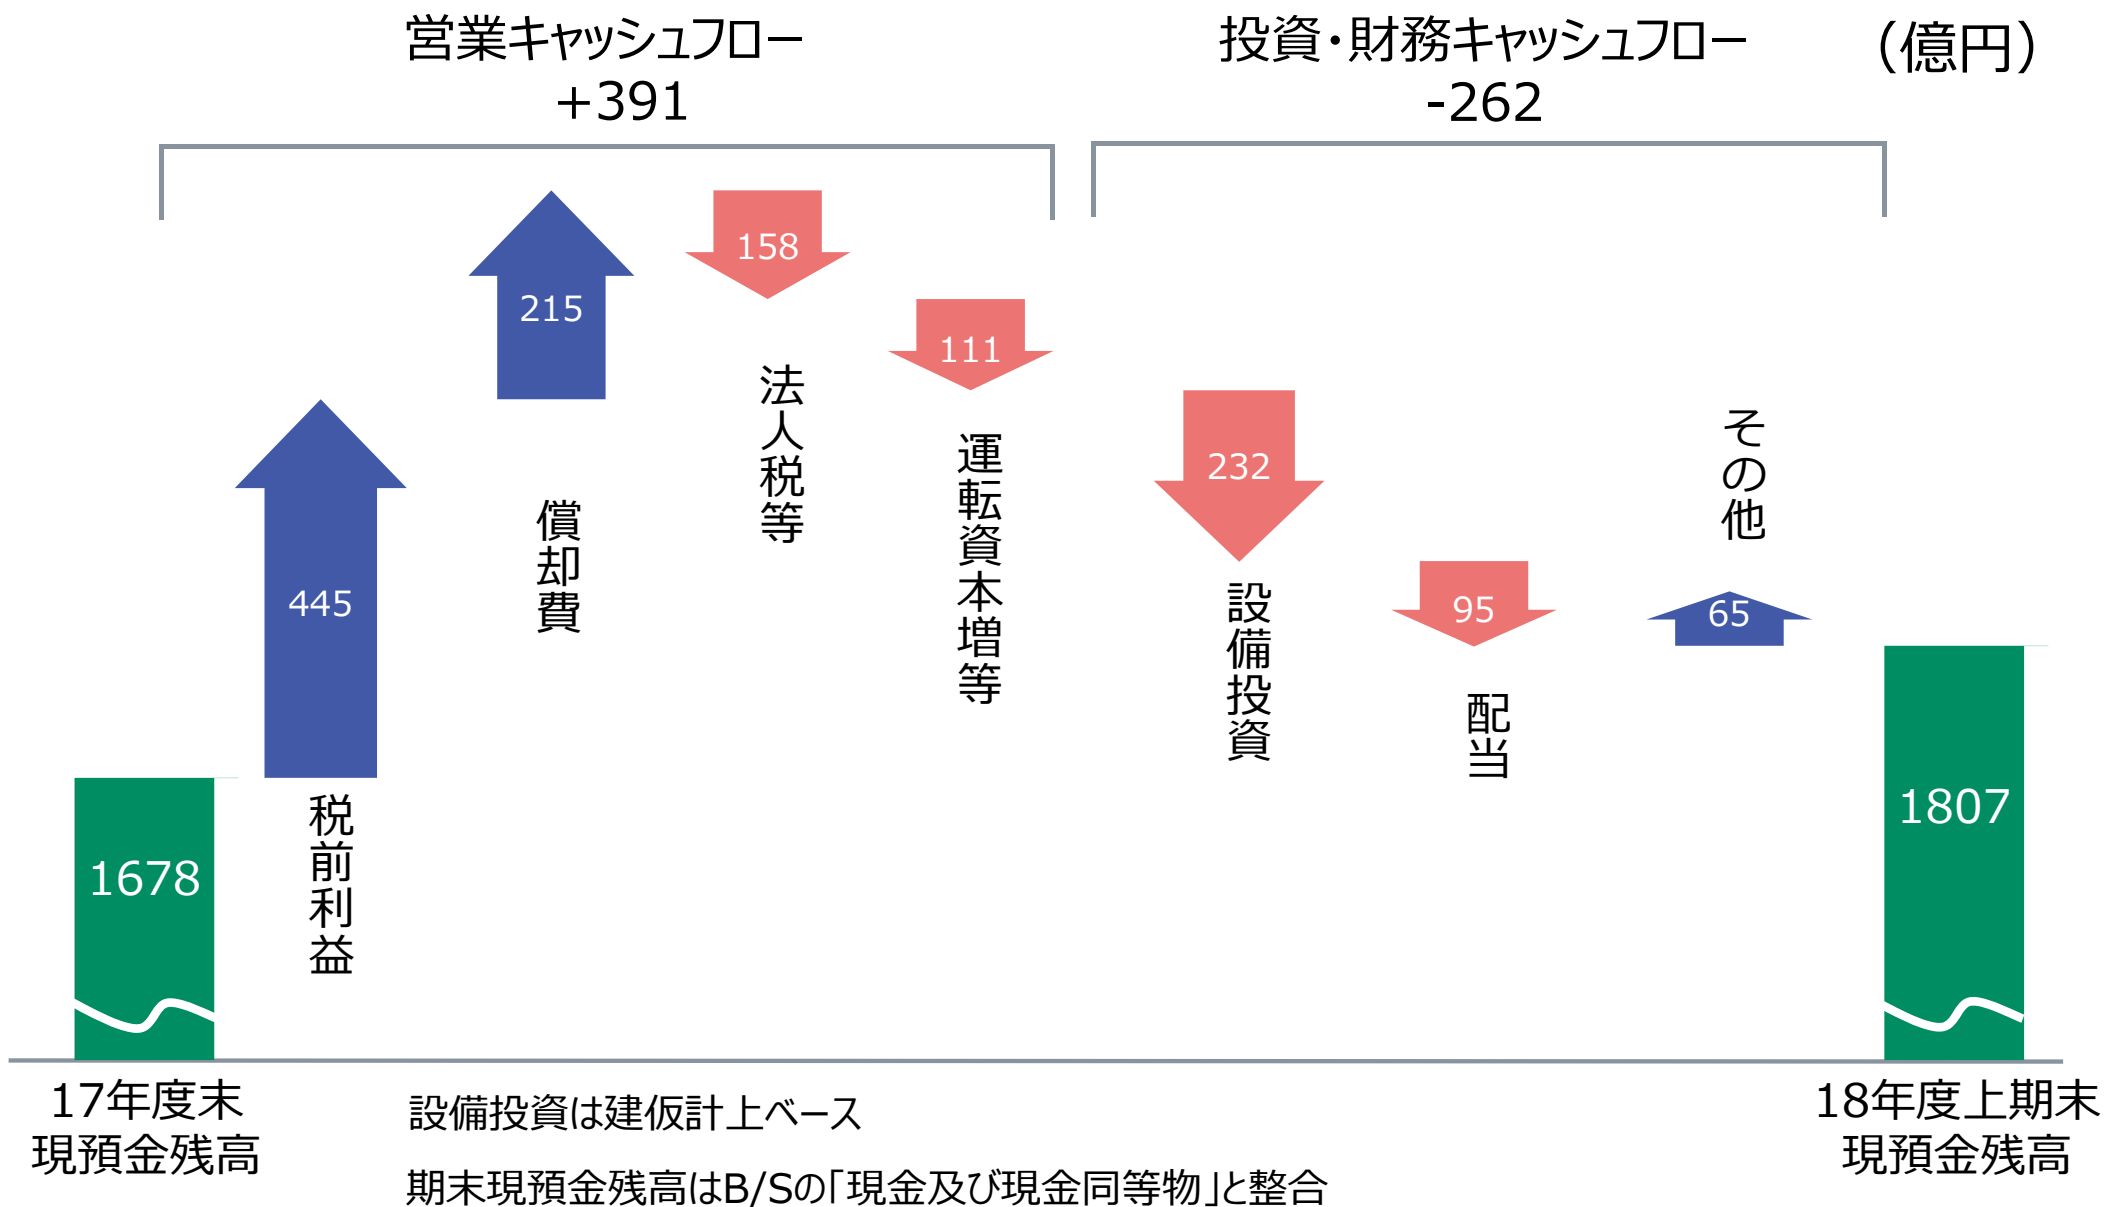 営業キャッシュフロー
+391
投資・財務キャッシュフロー
-262
(億円)
1678
445
税前利益
215
償却費
158
法人税等
111
運転資本増等
232
設備投資
95
配当
その他
65
1807
17年度末
現預金残高
18年度上期末
現預金残高
設備投資は建仮計上ベース
期末現預金残高はB/Sの「現金及び現金同等物」と整合